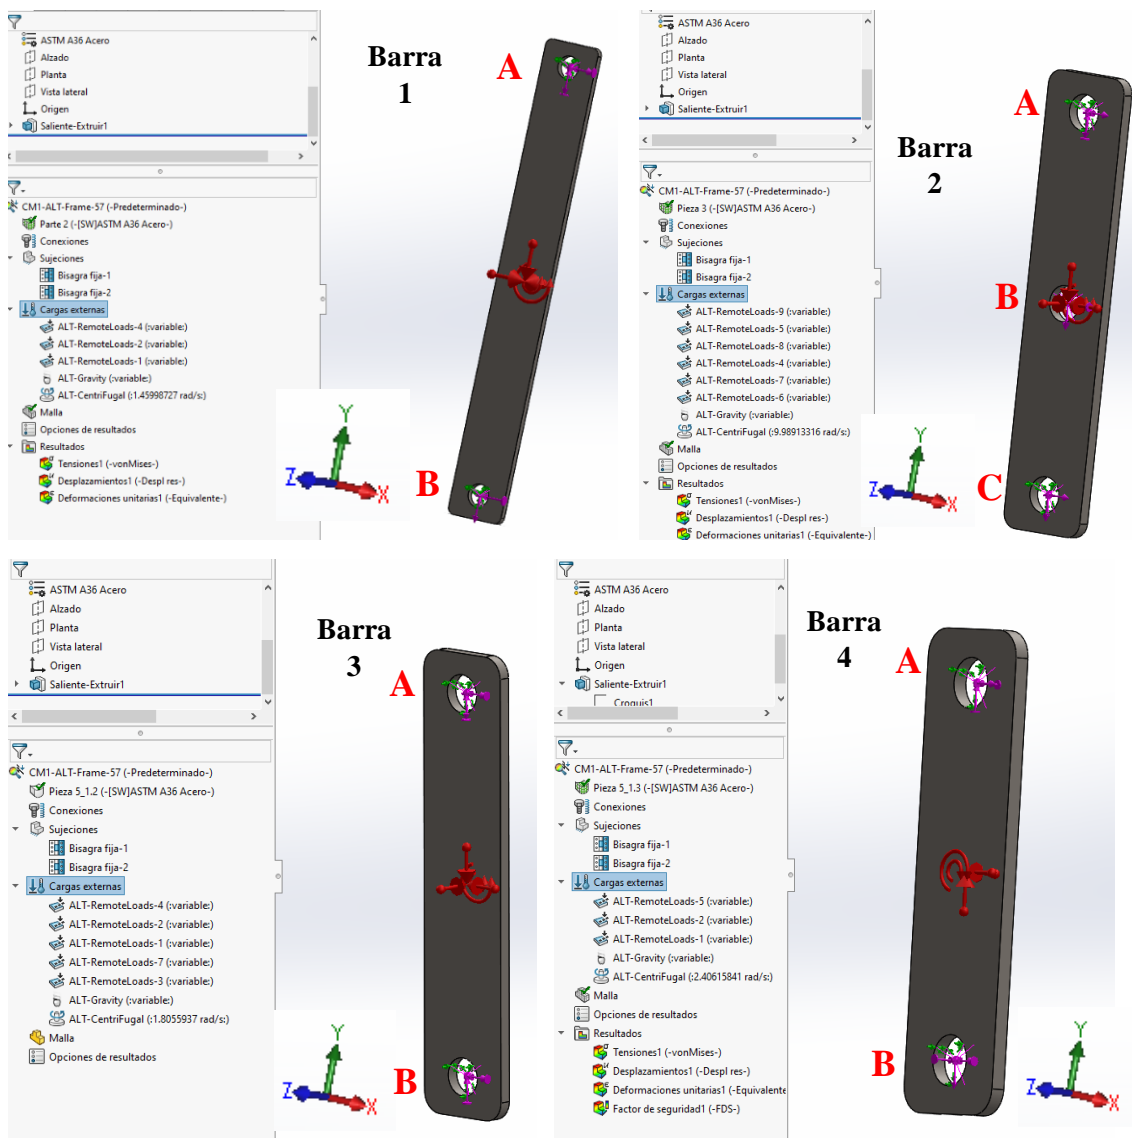 ASTM A36 Acero
Alzado
Planta
Vista lateral
Origen
Saliente-Extruir1
CM1-ALT-Frame-57 (-Predeterminado-)
Parte 2 (-[SW]ASTM A36 Acero-)
Conexiones
Sujeciones
Bisagra fija-1
Bisagra fija-2
Cargas externas
ALT-RemoteLoads-4 (:variable:)
ALT-RemoteLoads-2 (:variable:)
ALT-RemoteLoads-1 (:variable:)
ALT-Gravity (:variable:)
ALT-CentriFugal (:1.45998727 rad/s:)
Malla
Opciones de resultados
Resultados
Tensiones1 (-vonMises-)
Desplazamientos1 (-Despl res-)
Deformaciones unitarias1 (-Equivalente-)
Barra
1
A
B
Y
Z
X
ASTM A36 Acero
Alzado
Planta
Vista lateral
Origen
Saliente-Extruir1
CM1-ALT-Frame-57 (-Predeterminado-)
Pieza 3 (-[SW]ASTM A36 Acero-)
Conexiones
Sujeciones
Bisagra fija-1
Bisagra fija-2
Cargas externas
ALT-RemoteLoads-9 (:variable:)
ALT-RemoteLoads-5 (:variable:)
ALT-RemoteLoads-8 (:variable:)
ALT-RemoteLoads-4 (:variable:)
ALT-RemoteLoads-7 (:variable:)
ALT-RemoteLoads-6 (:variable:)
ALT-Gravity (:variable:)
ALT-CentriFugal (:9.98913316 rad/s:)
Malla
Opciones de resultados
Resultados
Tensiones1 (-vonMises-)
Desplazamientos1 (-Despl res-)
Deformaciones unitarias1 (-Equivalente-)
Barra
2
A
B
C
Y
Z
X
ASTM A36 Acero
Alzado
Planta
Vista lateral
Origen
Saliente-Extruir1
CM1-ALT-Frame-57 (-Predeterminado-)
Pieza 5_1.2 (-[SW]ASTM A36 Acero-)
Conexiones
Sujeciones
Bisagra fija-1
Bisagra fija-2
Cargas externas
ALT-RemoteLoads-4 (:variable:)
ALT-RemoteLoads-2 (:variable:)
ALT-RemoteLoads-1 (:variable:)
ALT-RemoteLoads-7 (:variable:)
ALT-RemoteLoads-3 (:variable:)
ALT-Gravity (:variable:)
ALT-CentriFugal (:1.8055937 rad/s:)
Malla
Opciones de resultados
Barra
3
A
B
Y
Z
X
ASTM A36 Acero
Alzado
Planta
Vista lateral
Origen
Saliente-Extruir1
Croquis1
CM1-ALT-Frame-57 (-Predeterminado-)
Pieza 5_1.3 (-[SW]ASTM A36 Acero-)
Conexiones
Sujeciones
Bisagra fija-1
Bisagra fija-2
Cargas externas
ALT-RemoteLoads-5 (:variable:)
ALT-RemoteLoads-2 (:variable:)
ALT-RemoteLoads-1 (:variable:)
ALT-Gravity (:variable:)
ALT-CentriFugal (:2.40615841 rad/s:)
Malla
Opciones de resultados
Resultados
Tensiones1 (-vonMises-)
Desplazamientos1 (-Despl res-)
Deformaciones unitarias1 (-Equivalente
Factor de seguridad1 (-FDS-)
Barra
4
A
B
Y
Z
X